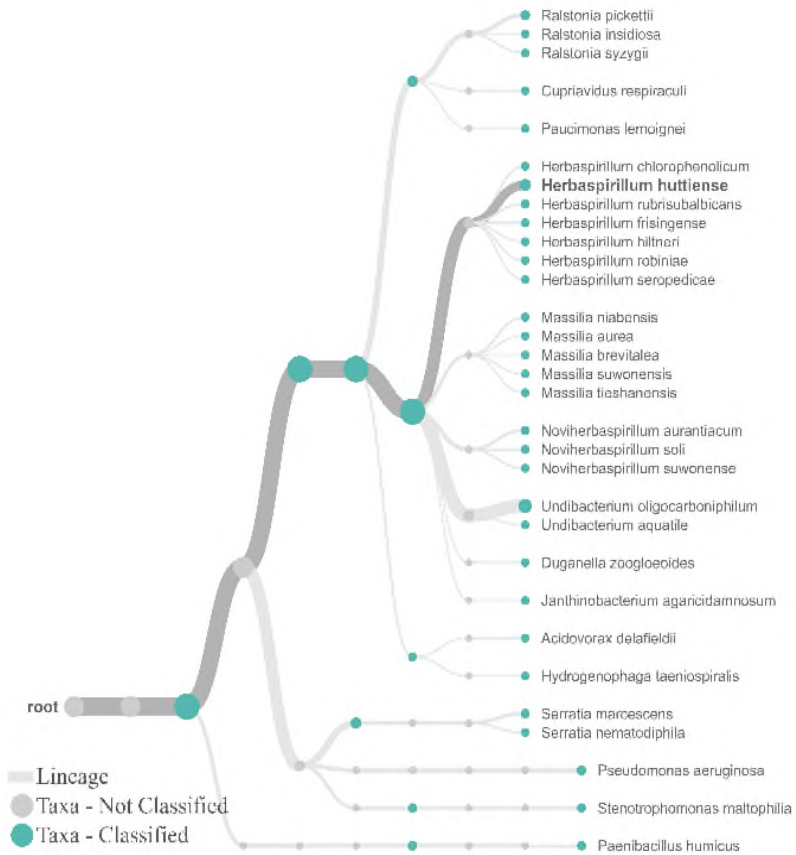 Ralstonia pickettii
Ralstonia insidiosa
Ralstonia syzygii
Cupriavidus respiraculi
Paucimonas lemoignei
Herbaspirillum chlorophenolicum
Herbaspirillum huttiense
Herbaspirillum rubrisubalbicans
Herbaspirillum frisingense
Herbaspirillum hiltneri
Herbaspirillum robiniae
Herbaspirillum seropedicae
Massilia niabensis
Massilia aurea
Massilia brevitalea
Massilia suwonensis
Massilia tieshanensis
Noviherbaspirillum aurantiacum
Noviherbaspirillum soli
Noviherbaspirillum suwonense
Undibacterium oligocarboniphilum
Undibacterium aquatile
Duganella zoogloeoides
Janthinobacterium agaricidamnosum
Acidovorax delafieldii
Hydrogenophaga taeniospiralis
root
Serratia marcescens
Serratia nematodiphila
Pseudomonas aeruginosa
Stenotrophomonas maltophilia
Paenibacillus humicus
Lineage
Taxa - Not Classified
Taxa - Classified